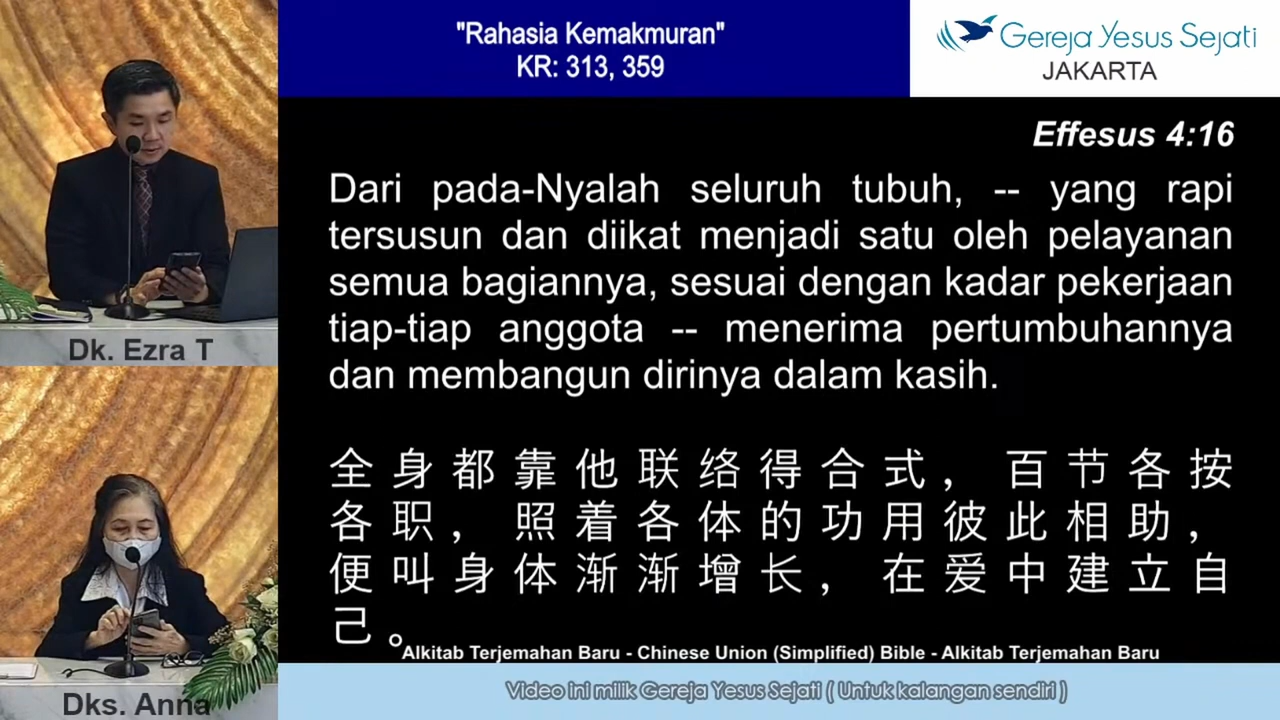 "Rahasia Kemakmuran"
KR: 313, 359
Gereja Yesus Sejati
JAKARTA
Effesus 4:16
Dari pada-Nyalah seluruh tubuh, -- yang rapi
tersusun dan diikat menjadi satu oleh pelayanan
semua bagiannya, sesuai dengan kadar pekerjaan
tiap-tiap anggota -- menerima pertumbuhannya
dan membangun dirinya dalam kasih.
全身都靠他联络得合式，百节各按
各职，照着各体的功用彼此相助，
便叫身体渐渐增长，在爱中建立自
己。
Alkitab Terjemahan Baru - Chinese Union (Simplified) Bible - Alkitab Terjemahan Baru
Video ini milik Gereja Yesus Sejati ( Untuk kalangan sendiri )
Dk. Ezra T
Dks. Anna